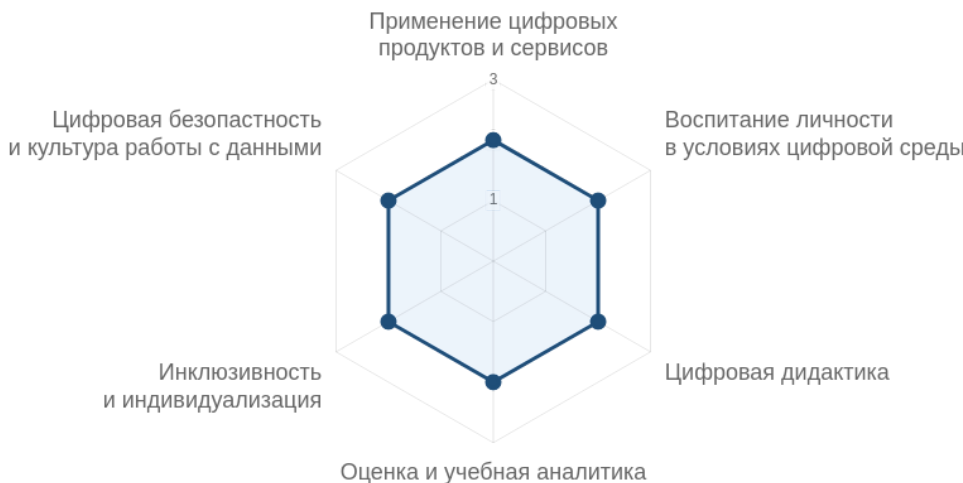 Применение цифровых
продуктов и сервисов
3
Цифровая безопастность
и культура работы с данными
Воспитание личности
в условиях цифровой среды
1
Инклюзивность
и индивидуализация
Цифровая дидактика
Оценка и учебная аналитика